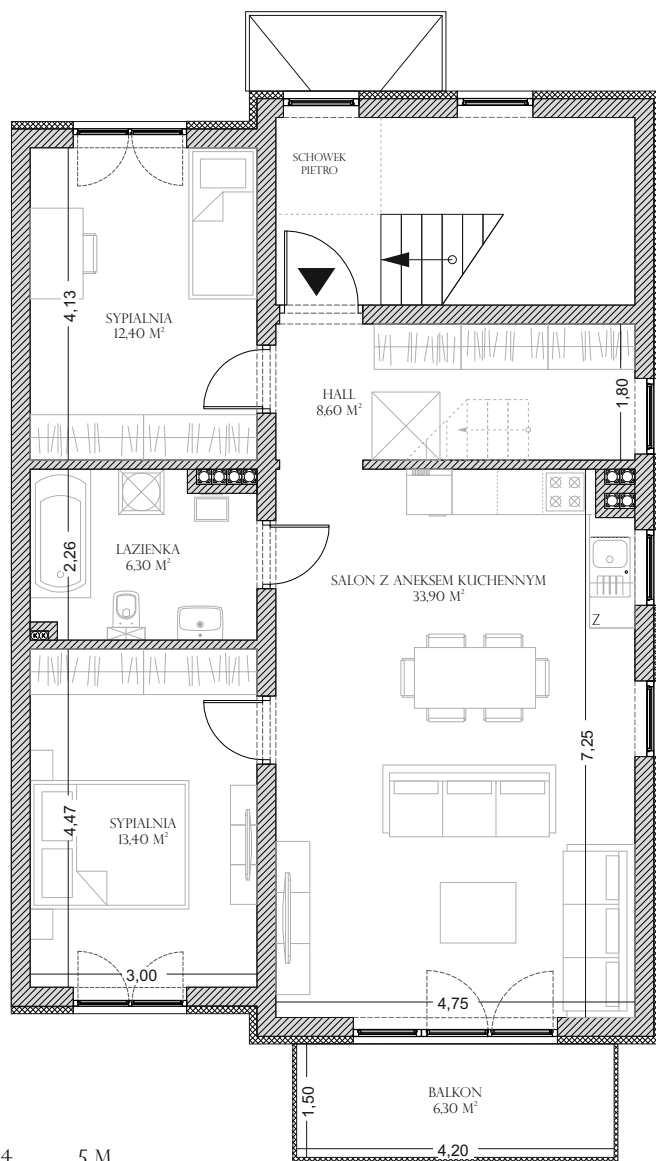 SCHOWEK
PIETRO
4,13
SYPIALNIA
12,40 M²
HALL
8,60 M²
1,80
2,26
LAZIENKA
6,30 M²
SALON Z ANEKSEM KUCHENNYM
33,90 M²
Z
7,25
4,47
SYPIALNIA
13,40 M²
3,00
4,75
1,50
BALKON
6,30 M²
4,20
4 5 M